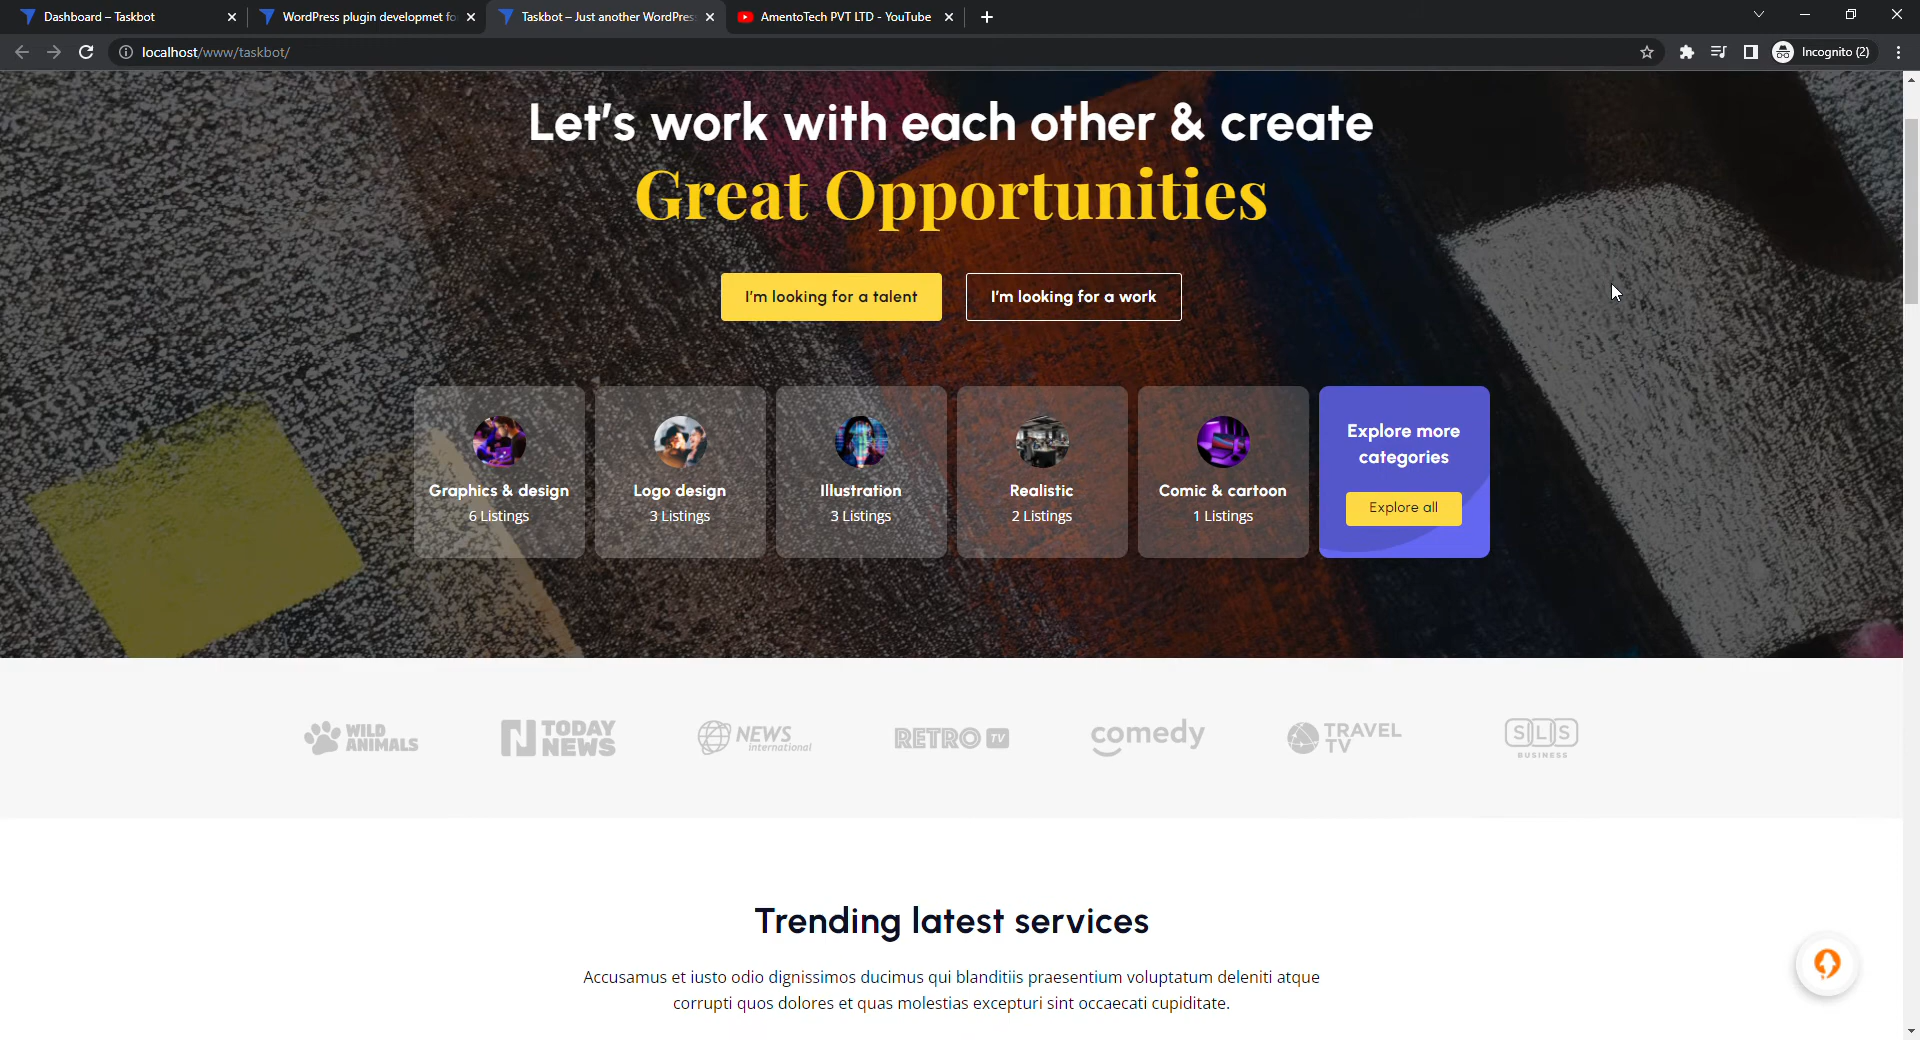 Dashboard – Taskbot
WordPress plugin developmet fo
Taskbot – Just another WordPres
AmentoTech PVT LTD - YouTube
localhost/www/taskbot/
Incognito (2)
Let's work with each other & create
Great Opportunities
I'm looking for a talent
I'm looking for a work
Graphics & design
6 Listings
Logo design
3 Listings
Illustration
3 Listings
Realistic
2 Listings
Comic & cartoon
1 Listings
Explore more
categories
Explore all
WILD
ANIMALS
TODAY
NEWS
NEWS
international
RETRO TV
comedy
TRAVEL
TV
SLS
BUSINESS
Trending latest services
Accusamus et iusto odio dignissimos ducimus qui blanditiis praesentium voluptatum deleniti atque
corrupti quos dolores et quas molestias excepturi sint occaecati cupiditate.